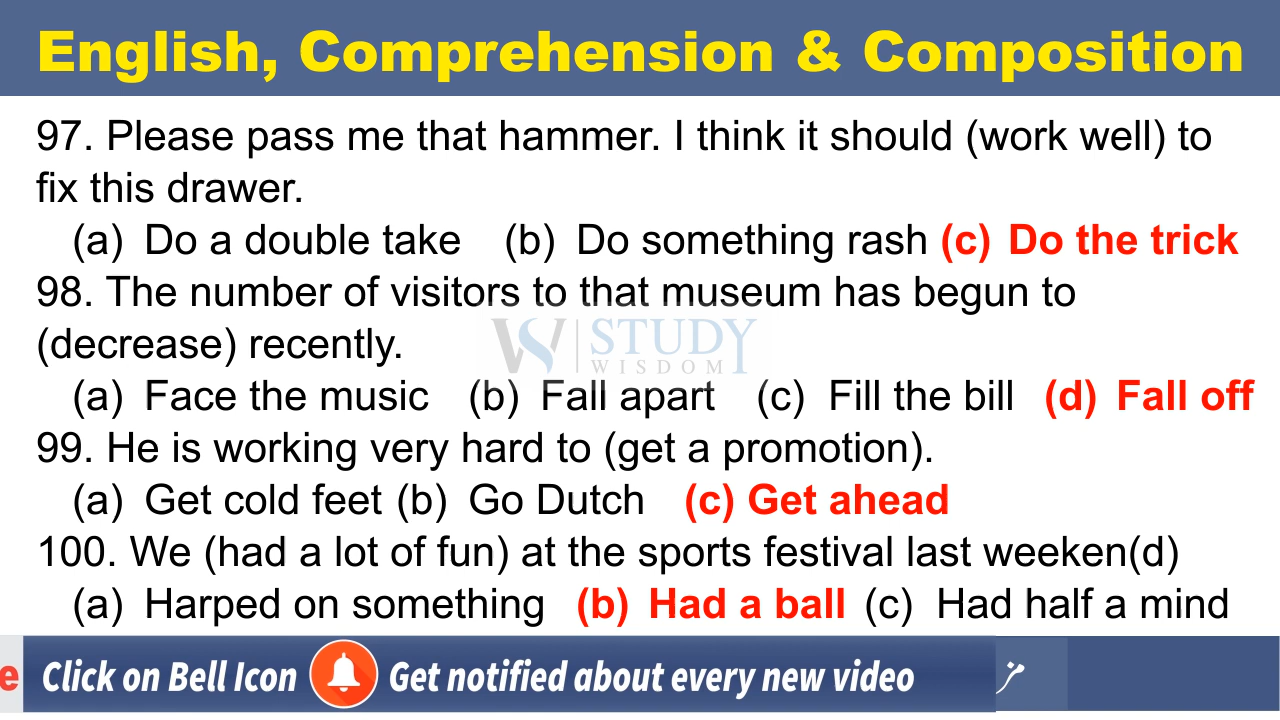 English, Comprehension & Composition
97. Please pass me that hammer. I think it should (work well) to
fix this drawer.
(a) Do a double take (b) Do something rash (c) Do the trick
98. The number of visitors to that museum has begun to
(decrease) recently.
WS STUDY
WISDOM
(a) Face the music (b) Fall apart (c) Fill the bill (d) Fall off
99. He is working very hard to (get a promotion).
(a) Get cold feet (b) Go Dutch (c) Get ahead
100. We (had a lot of fun) at the sports festival last weeken(d)
(a) Harped on something (b) Had a ball (c) Had half a mind
e Click on Bell Icon Get notified about every new video